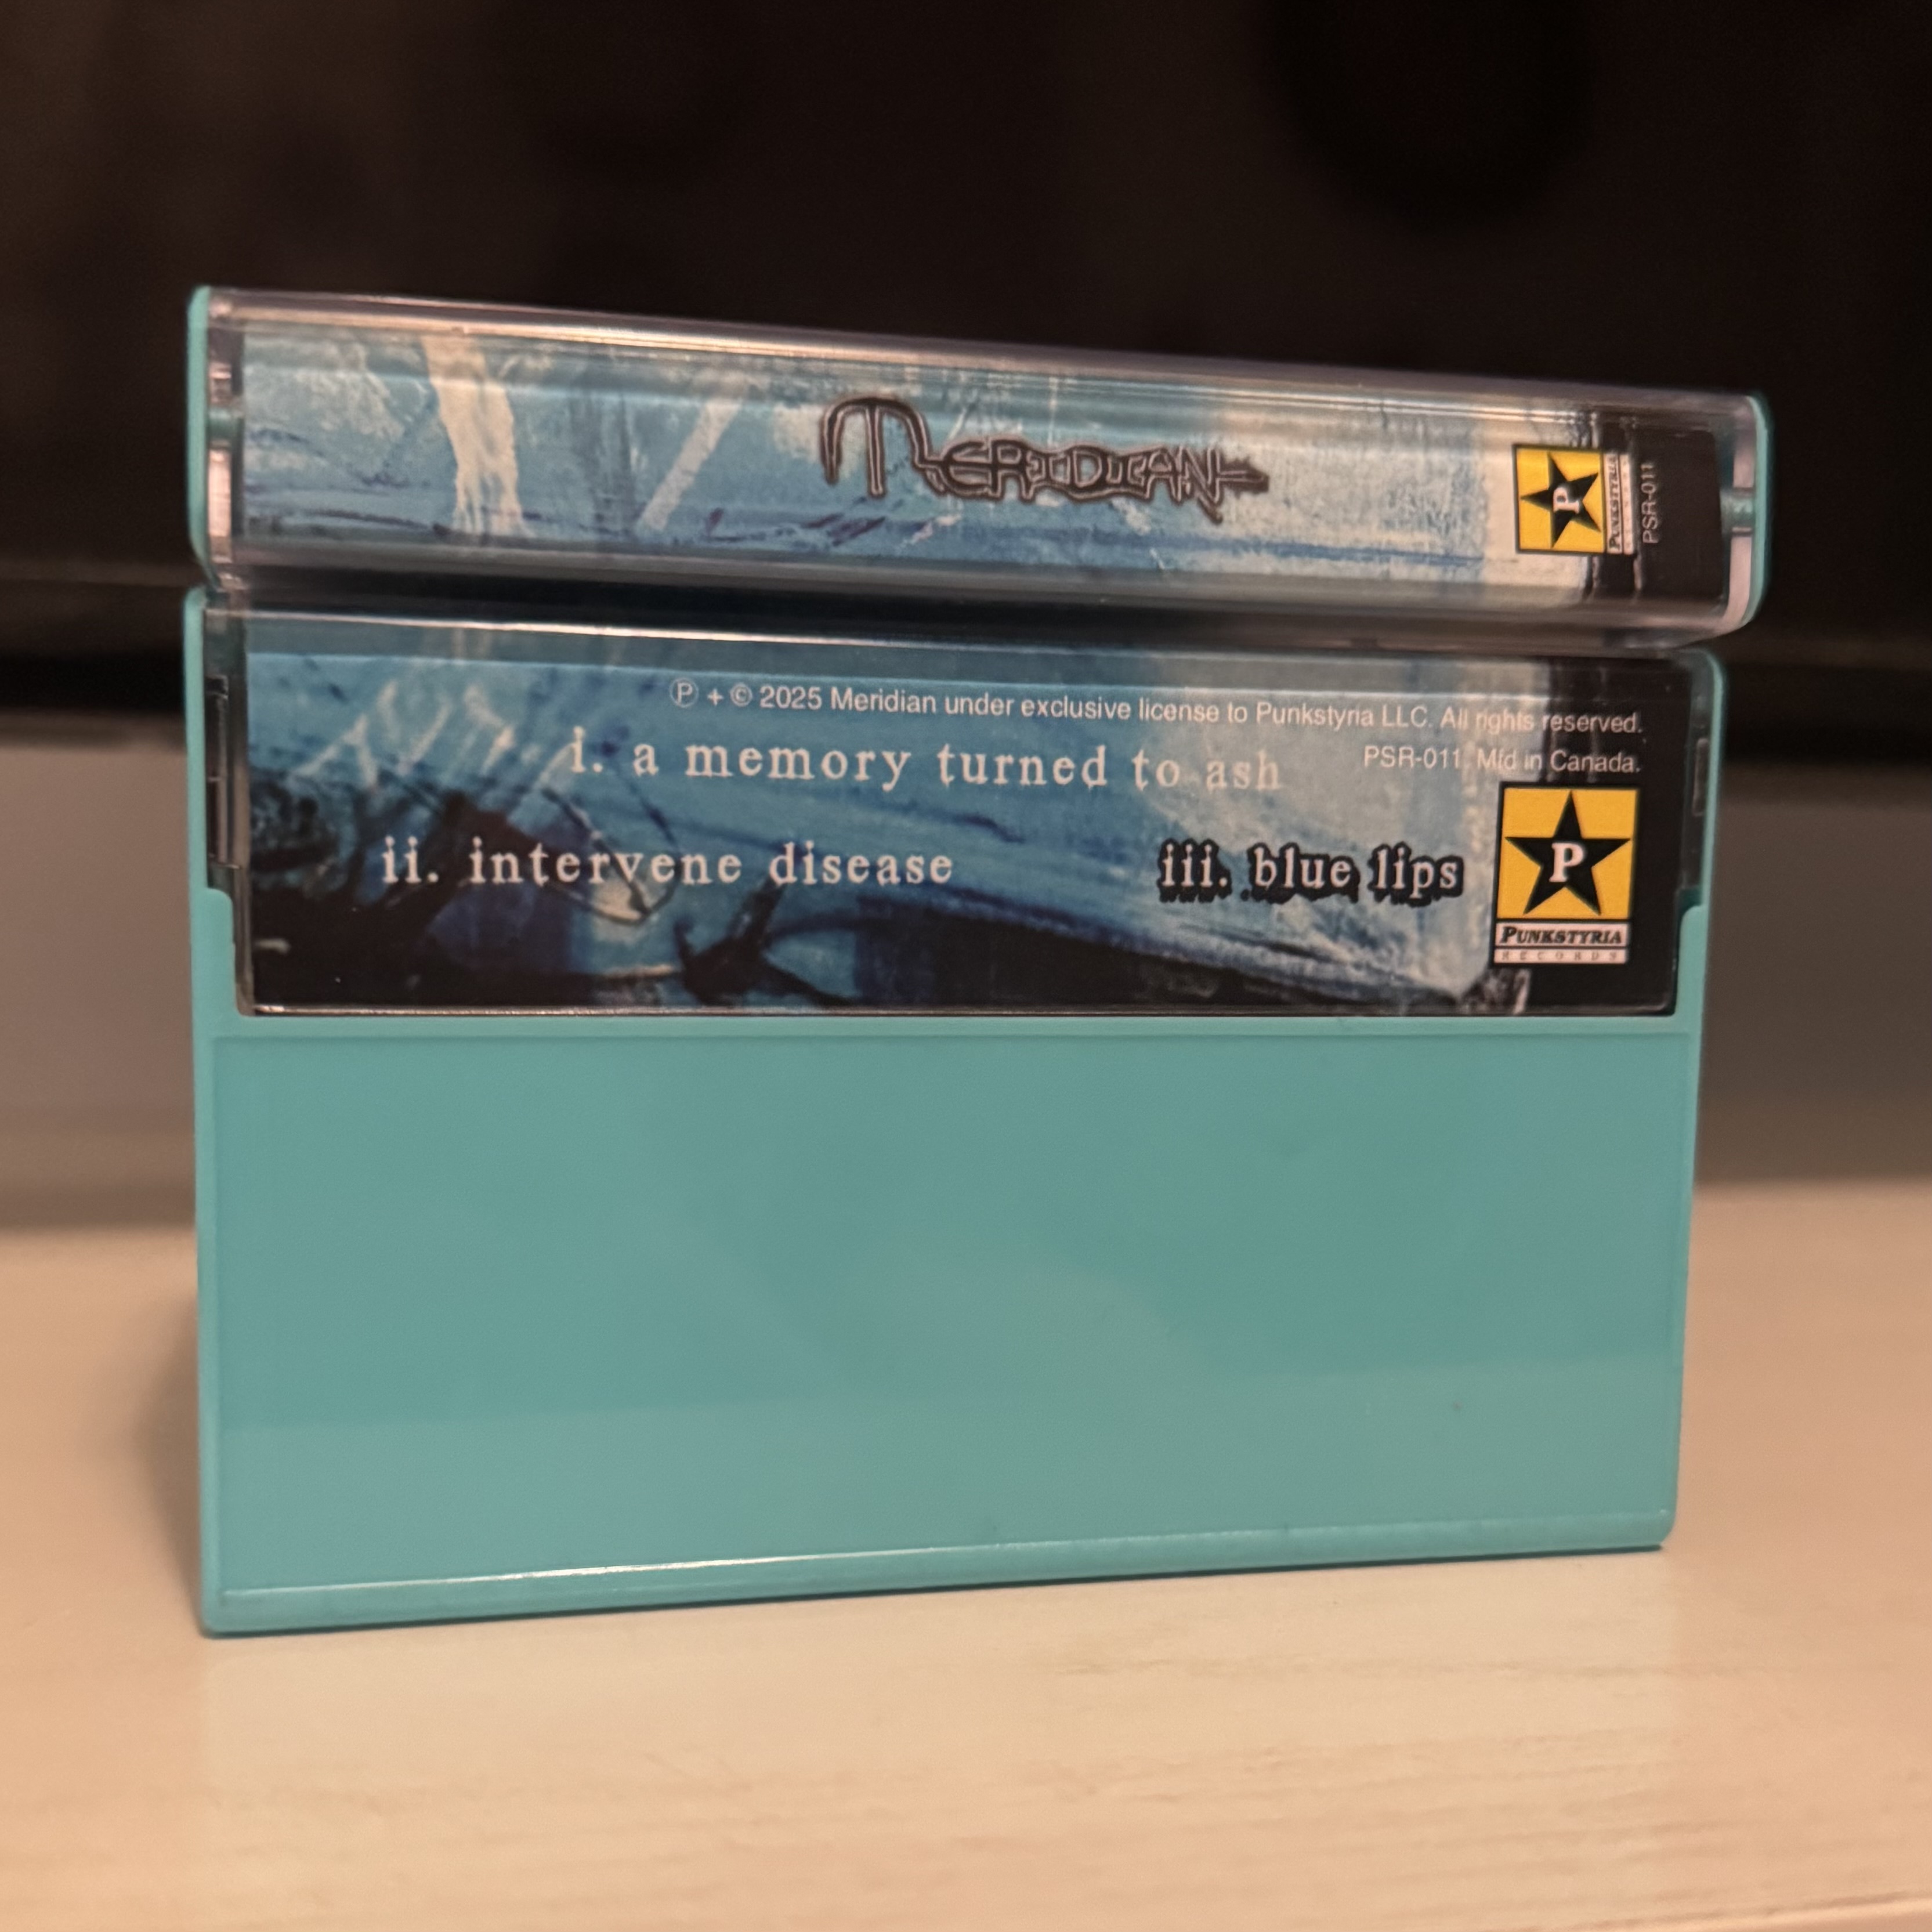 MERIDIAN
P
PUNKSTYRIA
PSR-011
℗ + © 2025 Meridian under exclusive license to Punkstyria LLC. All rights reserved.
PSR-011. Mfd in Canada.
i. a memory turned to ash
ii. intervene disease
iii. blue lips
P
PUNKSTYRIA
RECORDS